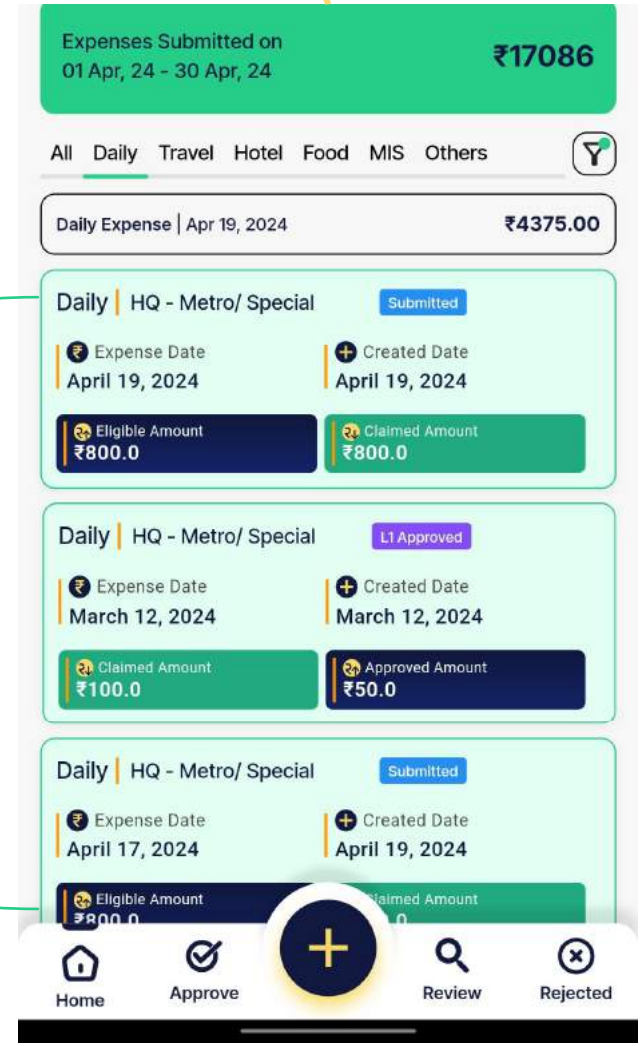 Expenses Submitted on
01 Apr, 24 - 30 Apr, 24
₹17086
All Daily Travel Hotel Food MIS Others
Daily Expense | Apr 19, 2024 ₹4375.00
Daily | HQ - Metro/ Special Submitted
Expense Date Created Date
April 19, 2024 April 19, 2024
Eligible Amount Claimed Amount
₹800.0 ₹800.0
Daily | HQ - Metro/ Special L1 Approved
Expense Date Created Date
March 12, 2024 March 12, 2024
Claimed Amount Approved Amount
₹100.0 ₹50.0
Daily | HQ - Metro/ Special Submitted
Expense Date Created Date
April 17, 2024 April 19, 2024
Eligible Amount Claimed Amount
₹800.0
Home Approve Review Rejected